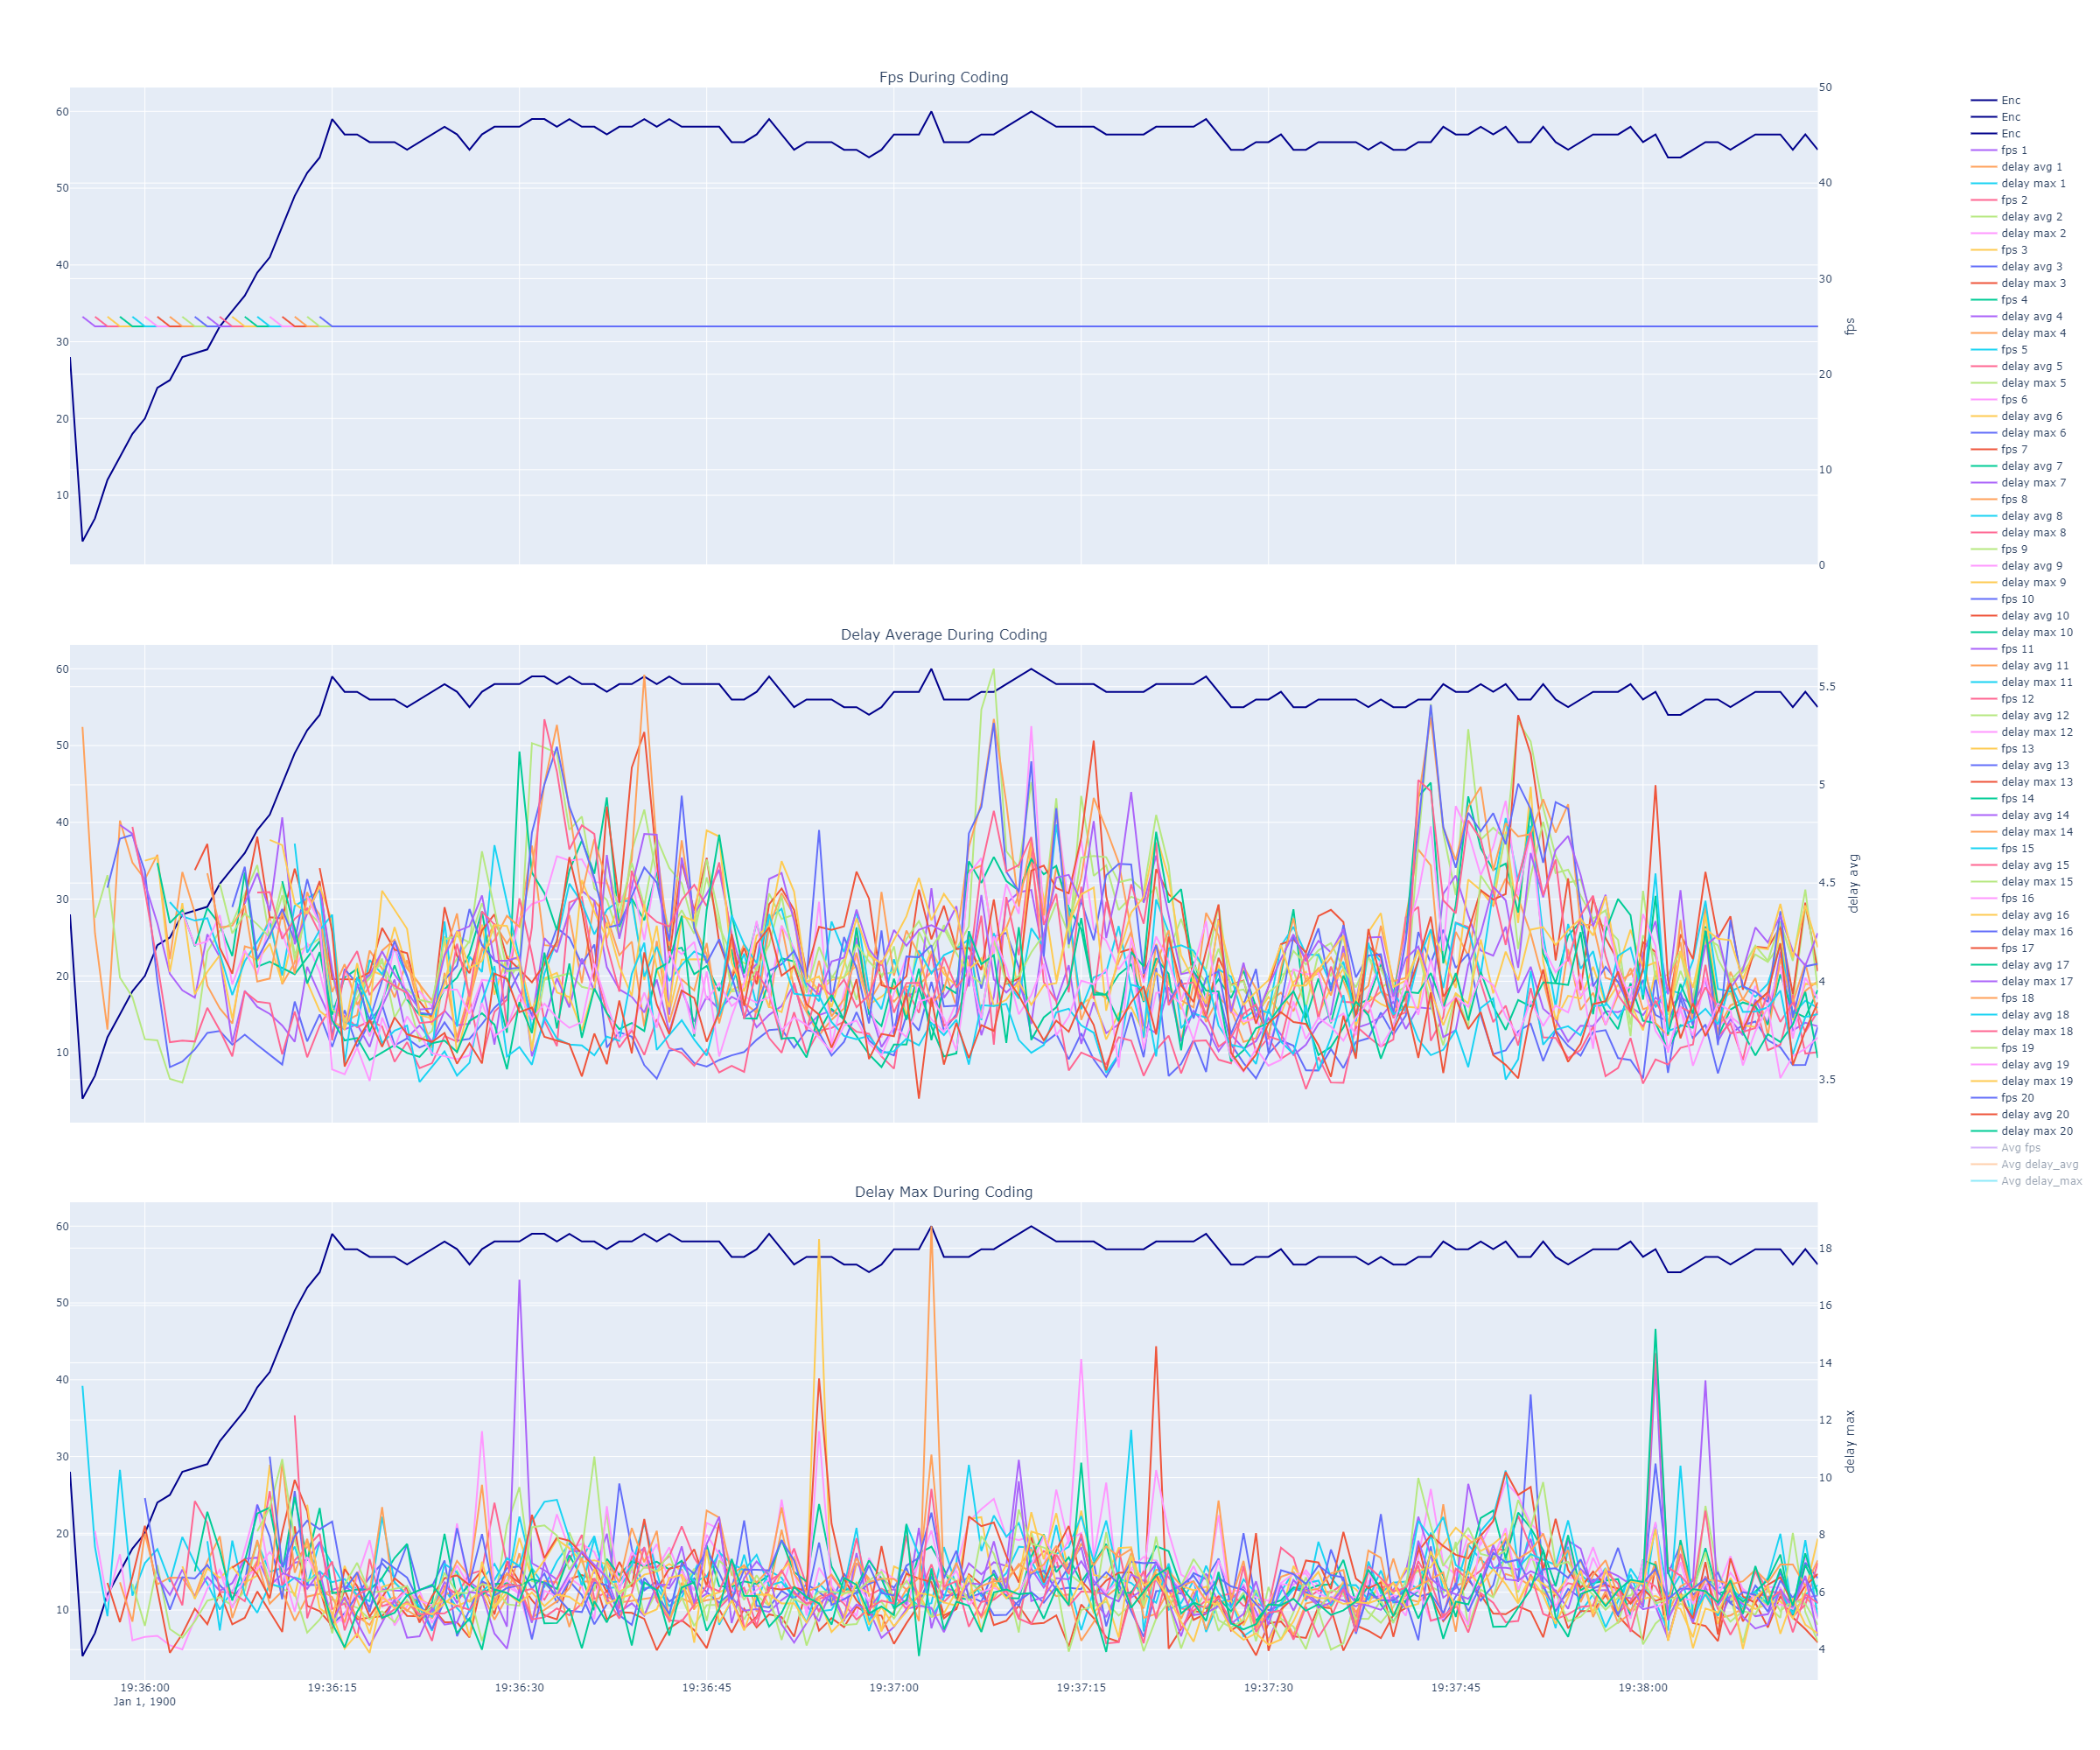 Fps During Coding
60
50
40
30
20
10
50
40
30
20
10
0
fps
Delay Average During Coding
60
50
40
30
20
10
5.5
5
4.5
4
3.5
delay avg
Delay Max During Coding
60
50
40
30
20
10
18
16
14
12
10
8
6
4
delay max
19:36:00
Jan 1, 1900
19:36:15
19:36:30
19:36:45
19:37:00
19:37:15
19:37:30
19:37:45
19:38:00
Enc
Enc
Enc
fps 1
delay avg 1
delay max 1
fps 2
delay avg 2
delay max 2
fps 3
delay avg 3
delay max 3
fps 4
delay avg 4
delay max 4
fps 5
delay avg 5
delay max 5
fps 6
delay avg 6
delay max 6
fps 7
delay avg 7
delay max 7
fps 8
delay avg 8
delay max 8
fps 9
delay avg 9
delay max 9
fps 10
delay avg 10
delay max 10
fps 11
delay avg 11
delay max 11
fps 12
delay avg 12
delay max 12
fps 13
delay avg 13
delay max 13
fps 14
delay avg 14
delay max 14
fps 15
delay avg 15
delay max 15
fps 16
delay avg 16
delay max 16
fps 17
delay avg 17
delay max 17
fps 18
delay avg 18
delay max 18
fps 19
delay avg 19
delay max 19
fps 20
delay avg 20
delay max 20
Avg fps
Avg delay_avg
Avg delay_max